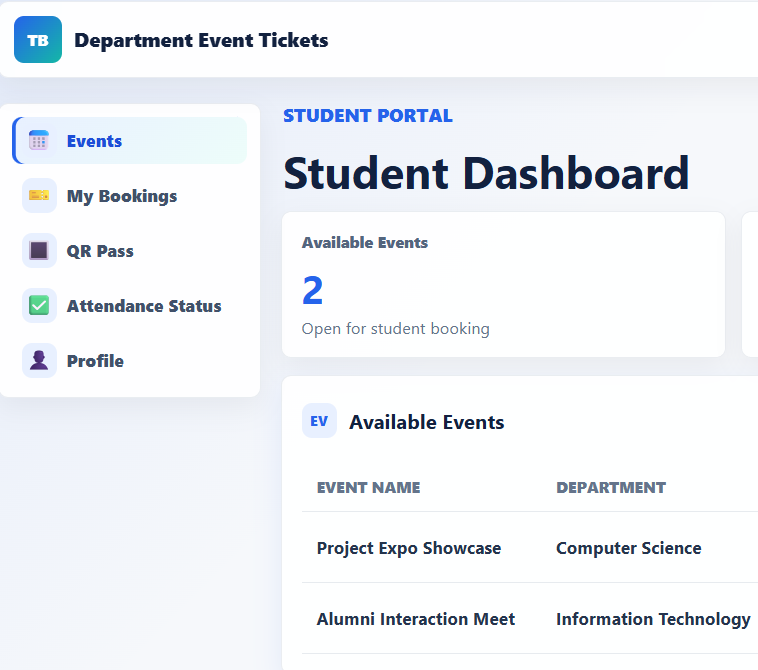 TB Department Event Tickets
Events
My Bookings
QR Pass
Attendance Status
Profile
STUDENT PORTAL
Student Dashboard
Available Events
2
Open for student booking
EV Available Events
EVENT NAME DEPARTMENT
Project Expo Showcase Computer Science
Alumni Interaction Meet Information Technology